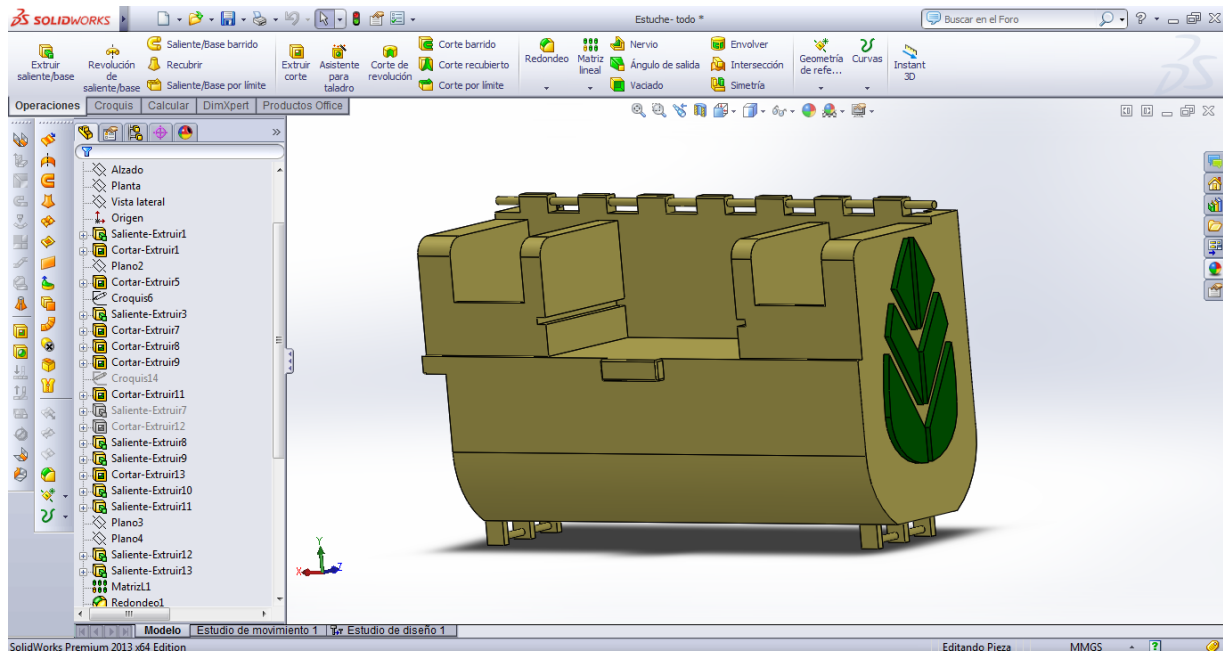 SOLIDWORKS
Estuche- todo *
Buscar en el Foro
Extruir saliente/base
Revolución de saliente/base
Saliente/Base barrido
Recubrir
Saliente/Base por límite
Extruir corte
Asistente para taladro
Corte de revolución
Corte barrido
Corte recubierto
Corte por límite
Redondeo
Matriz lineal
Nervio
Ángulo de salida
Vaciado
Envolver
Intersección
Simetría
Geometría de refe...
Curvas
Instant 3D
Operaciones
Croquis
Calcular
DimXpert
Productos Office
Alzado
Planta
Vista lateral
Origen
Saliente-Extruir1
Cortar-Extruir1
Plano2
Cortar-Extruir5
Croquis6
Saliente-Extruir3
Cortar-Extruir7
Cortar-Extruir8
Cortar-Extruir9
Croquis14
Cortar-Extruir11
Saliente-Extruir7
Cortar-Extruir12
Saliente-Extruir8
Saliente-Extruir9
Cortar-Extruir13
Saliente-Extruir10
Saliente-Extruir11
Plano3
Plano4
Saliente-Extruir12
Saliente-Extruir13
MatrizL1
Redondeo1
Y
X
Z
Modelo
Estudio de movimiento 1
Estudio de diseño 1
SolidWorks Premium 2013 x64 Edition
Editando Pieza
MMGS